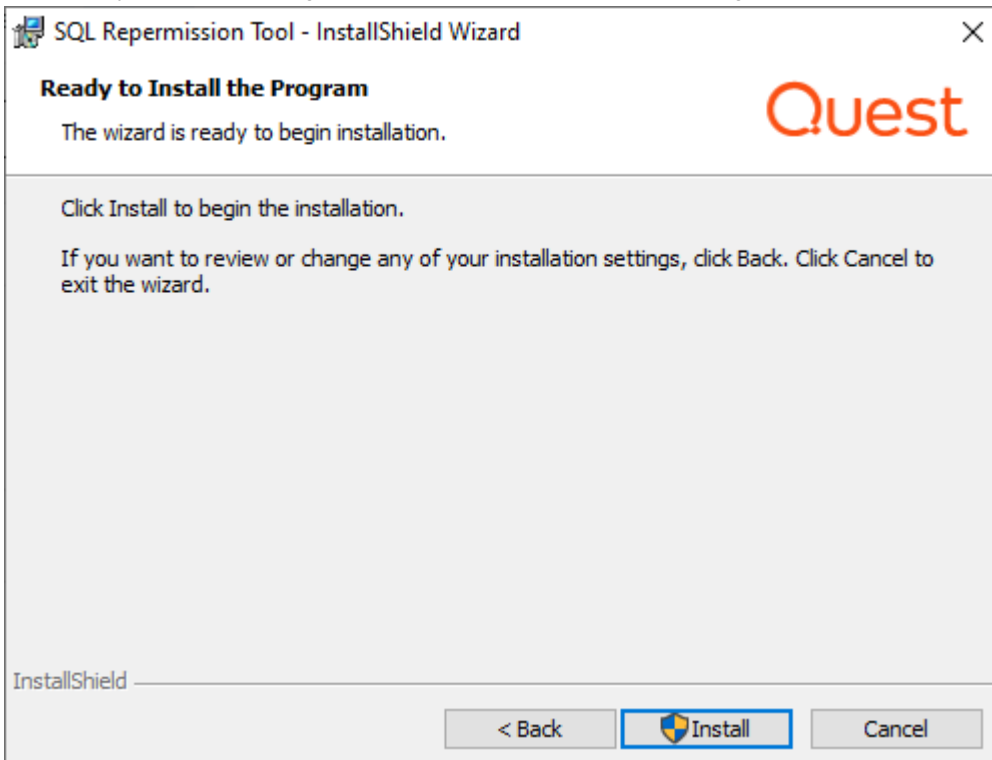 SQL Repermission Tool - InstallShield Wizard
Ready to Install the Program
The wizard is ready to begin installation.
Quest
Click Install to begin the installation.
If you want to review or change any of your installation settings, click Back. Click Cancel to
exit the wizard.
InstallShield
< Back
Install
Cancel